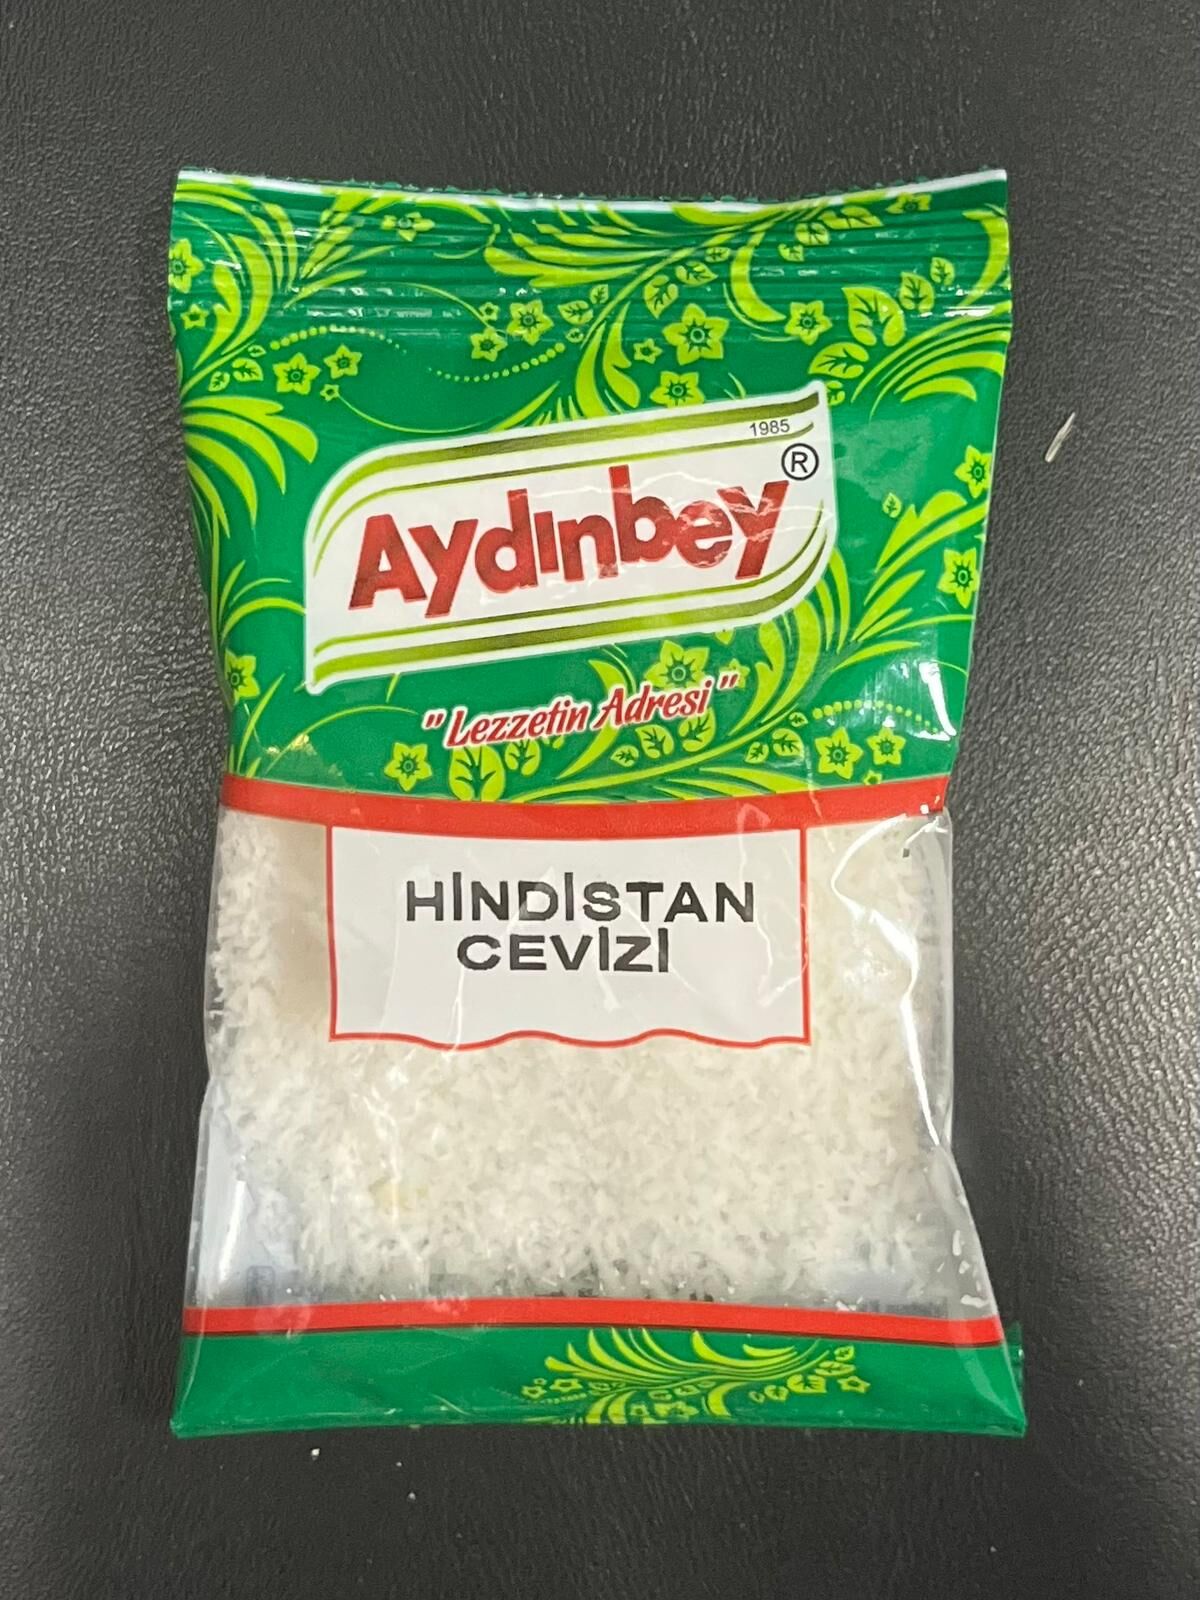 1985
Aydınbey®
"Lezzetin Adresi"
HİNDİSTAN
CEVİZİ